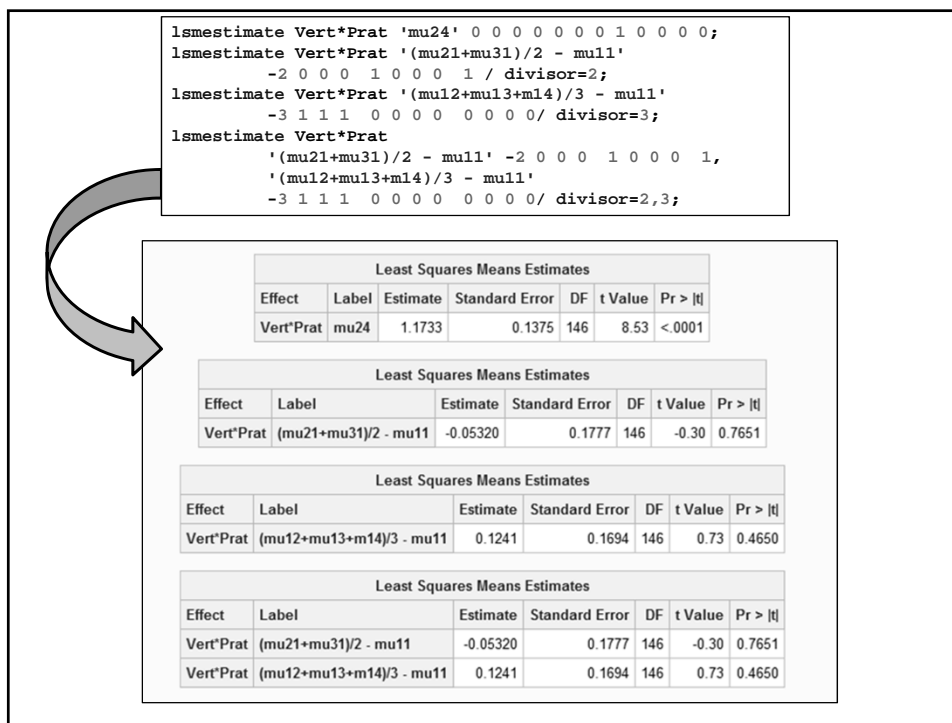 lsmestimate Vert*Prat 'mu24' 0 0 0 0 0 0 0 1 0 0 0 0;
lsmestimate Vert*Prat '(mu21+mu31)/2 - mu11'
-2 0 0 0 1 0 0 0 1 / divisor=2;
lsmestimate Vert*Prat '(mu12+mu13+m14)/3 - mu11'
-3 1 1 1 0 0 0 0 0 0 0 0/ divisor=3;
lsmestimate Vert*Prat
'(mu21+mu31)/2 - mu11' -2 0 0 0 1 0 0 0 1,
'(mu12+mu13+m14)/3 - mu11'
-3 1 1 1 0 0 0 0 0 0 0 0/ divisor=2,3;
Least Squares Means Estimates
Effect Label Estimate Standard Error DF t Value Pr > |t|
Vert*Prat mu24 1.1733 0.1375 146 8.53 <.0001
Least Squares Means Estimates
Effect Label Estimate Standard Error DF t Value Pr > |t|
Vert*Prat (mu21+mu31)/2 - mu11 -0.05320 0.1777 146 -0.30 0.7651
Least Squares Means Estimates
Effect Label Estimate Standard Error DF t Value Pr > |t|
Vert*Prat (mu12+mu13+m14)/3 - mu11 0.1241 0.1694 146 0.73 0.4650
Least Squares Means Estimates
Effect Label Estimate Standard Error DF t Value Pr > |t|
Vert*Prat (mu21+mu31)/2 - mu11 -0.05320 0.1777 146 -0.30 0.7651
Vert*Prat (mu12+mu13+m14)/3 - mu11 0.1241 0.1694 146 0.73 0.4650